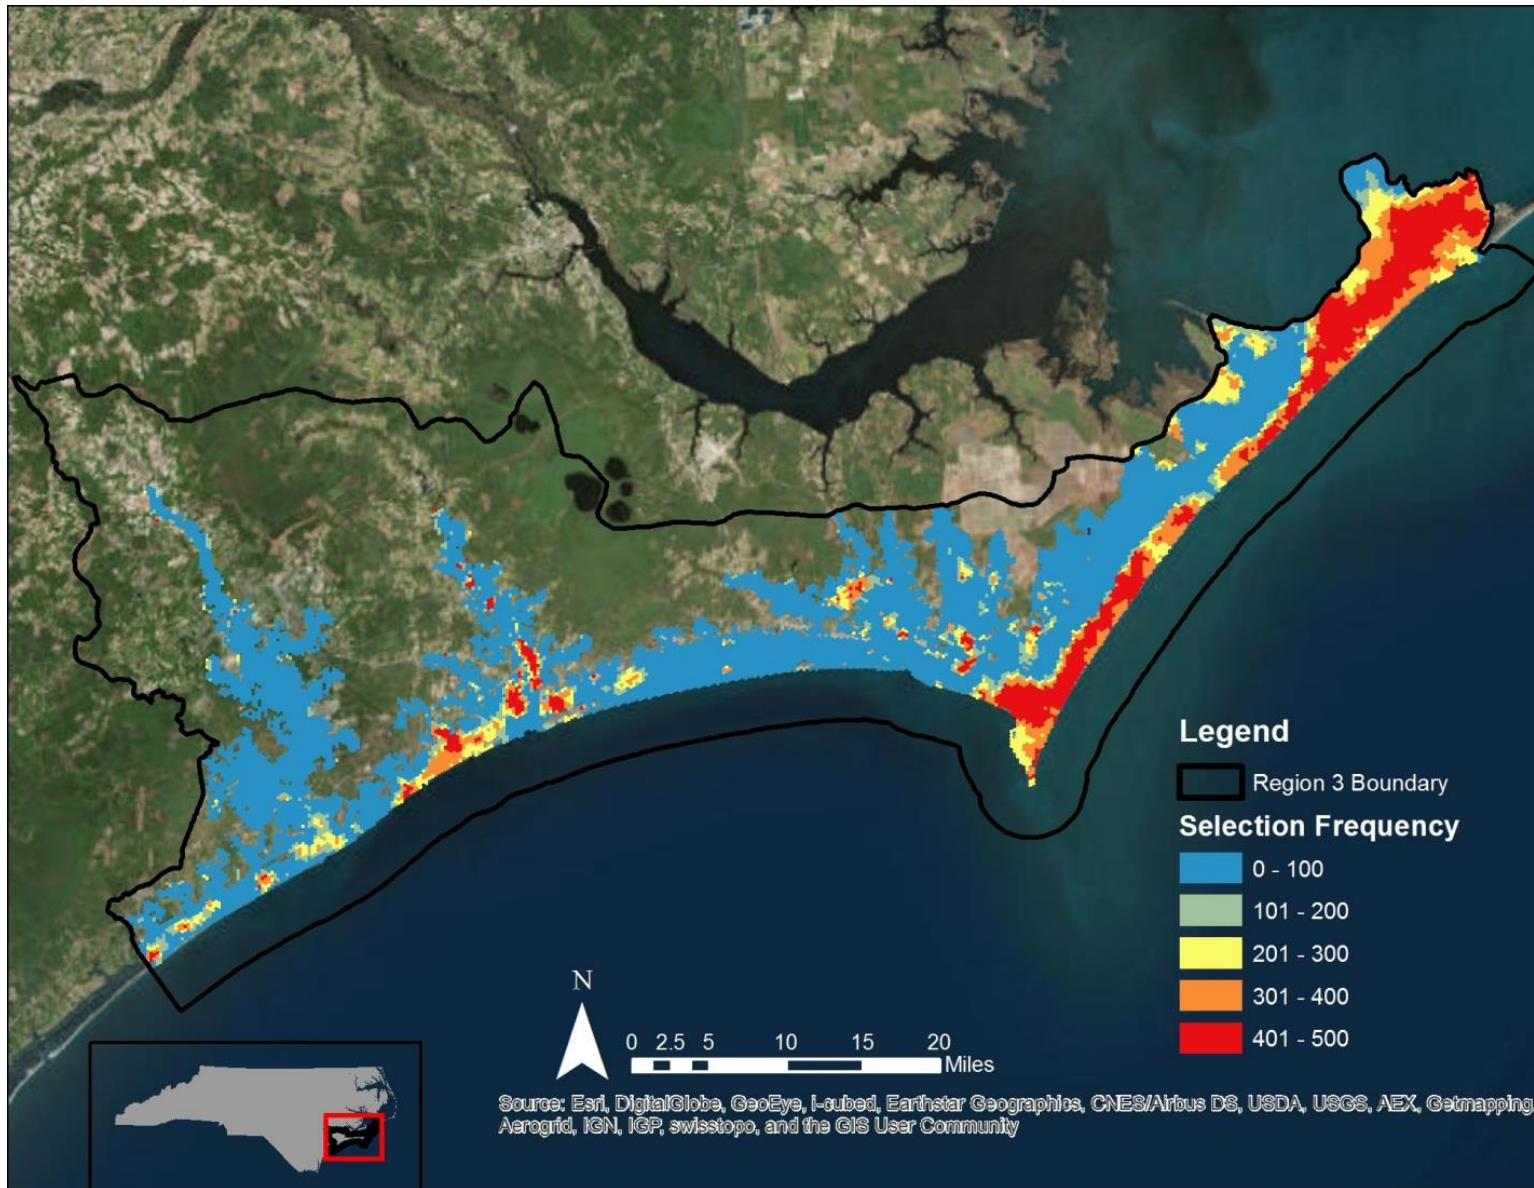 Legend
Region 3 Boundary
Selection Frequency
0 - 100
101 - 200
201 - 300
301 - 400
401 - 500
N
0 2.5 5 10 15 20
Miles
Source: Esri, DigitalGlobe, GeoEye, i-cubed, Earthstar Geographics, CNES/Airbus DS, USDA, USGS, AEX, Getmapping,
Aerogrid, IGN, IGP, swisstopo, and the GIS User Community